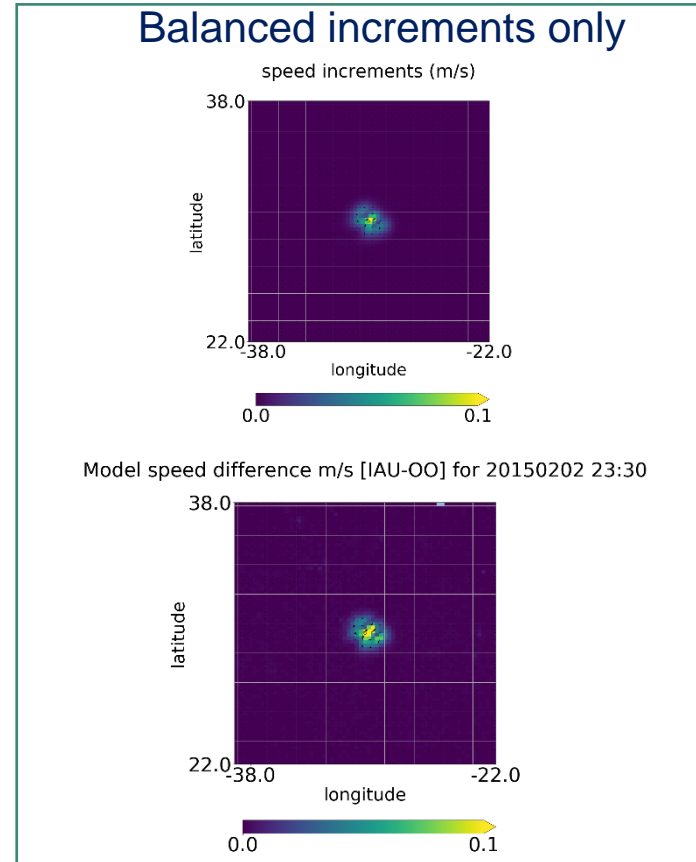 Balanced increments only
speed increments (m/s)
38.0
latitude
22.0
-38.0 -22.0
longitude
0.0 0.1
Model speed difference m/s [IAU-OO] for 20150202 23:30
38.0
latitude
22.0
-38.0 -22.0
longitude
0.0 0.1